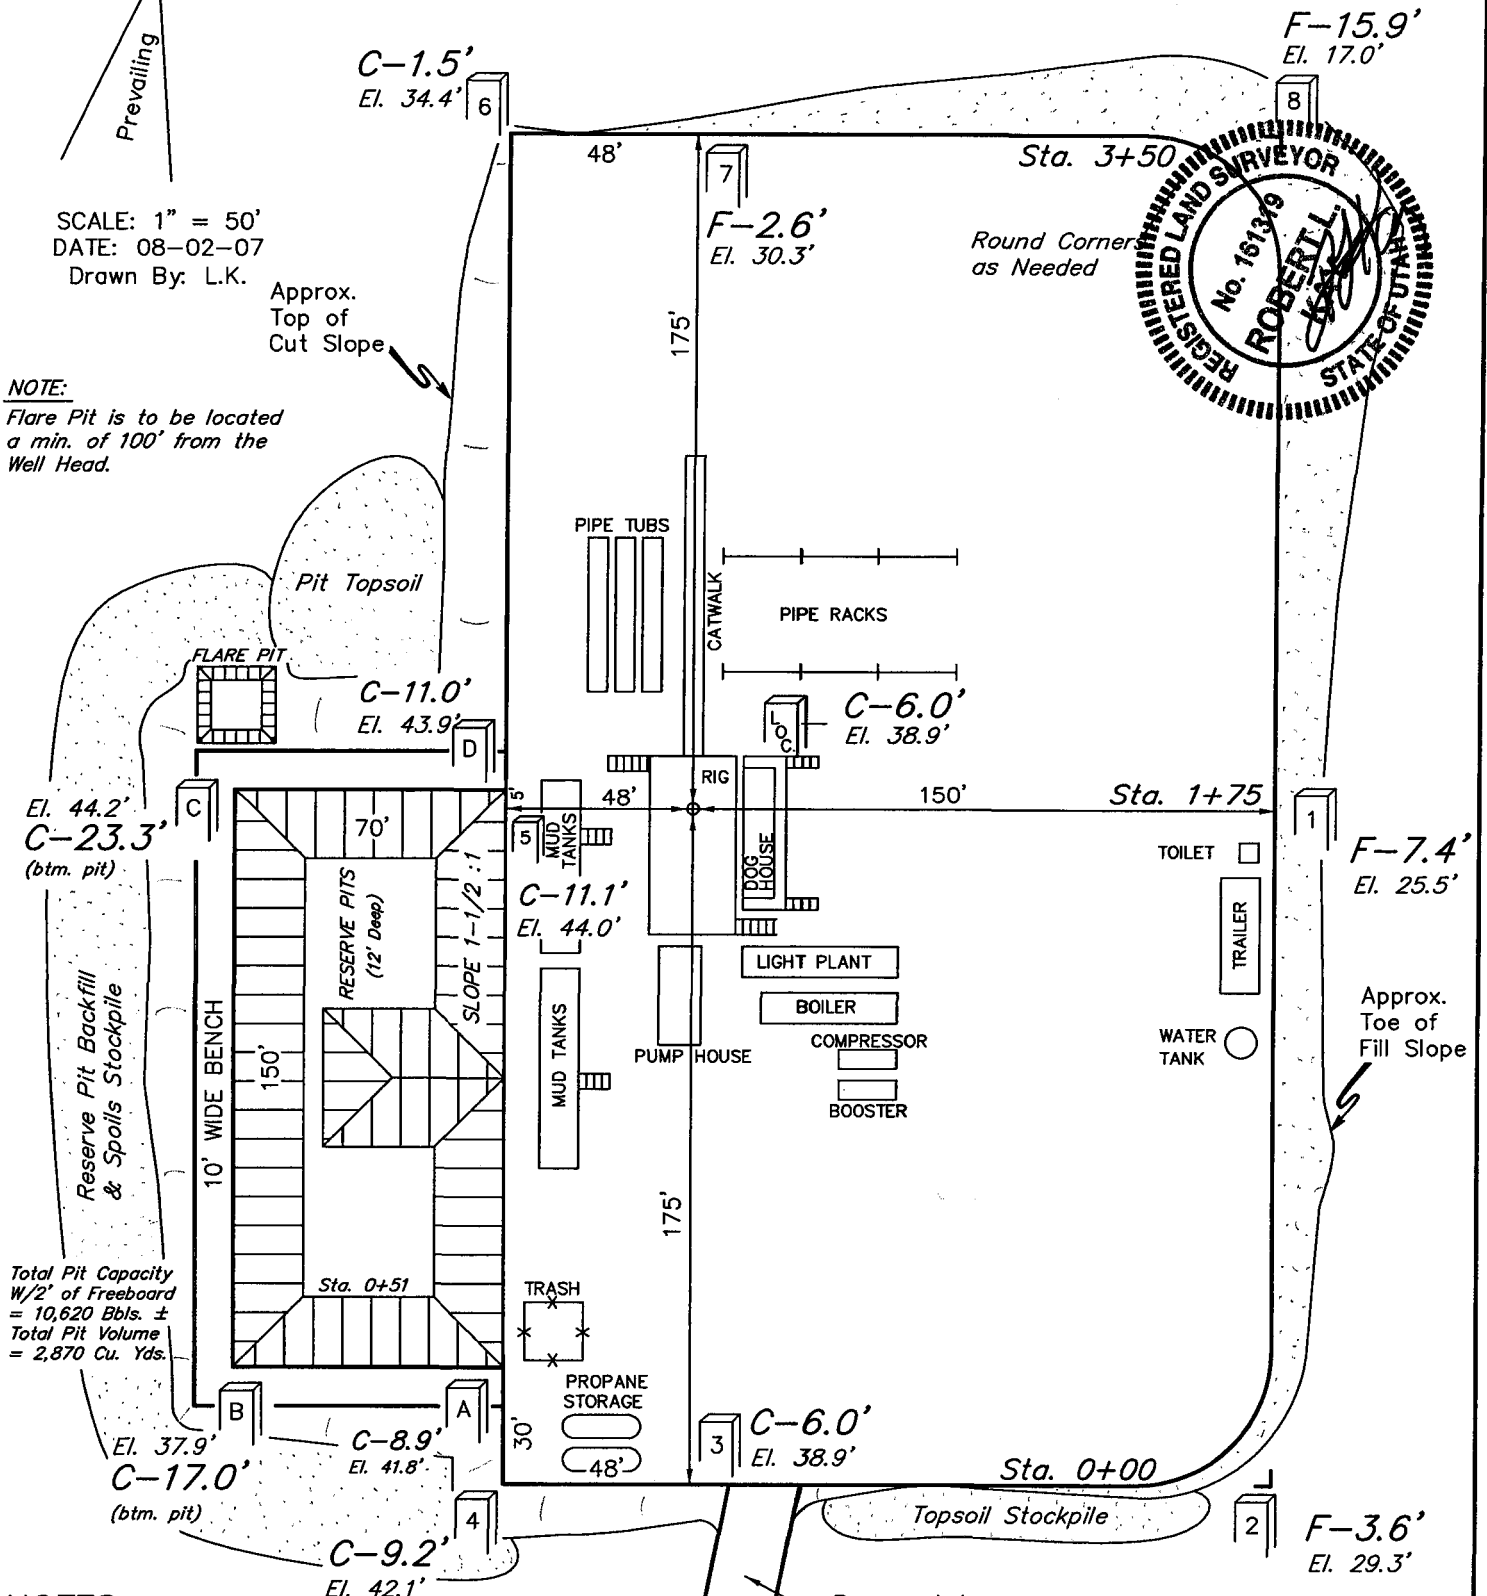 Prevailing
C-1.5'
El. 34.4'
6
F-15.9'
El. 17.0'
8
48'
7
Sta. 3+50
SCALE: 1" = 50'
DATE: 08-02-07
Drawn By: L.K.
F-2.6'
El. 30.3'
Round Corners
as Needed
REGISTERED LAND SURVEYOR
No. 161319
ROBERT L.
STATE OF UTAH
Approx.
Top of
Cut Slope
175'
NOTE:
Flare Pit is to be located
a min. of 100' from the
Well Head.
PIPE TUBS
CATWALK
PIPE RACKS
Pit Topsoil
FLARE PIT
C-11.0'
El. 43.9'
D
LOC.
C-6.0'
El. 38.9'
RIG
C
El. 44.2'
C-23.3'
(btm. pit)
70'
5'
48'
150'
Sta. 1+75
1
5
MUD
TANKS
DOG
HOUSE
TOILET
F-7.4'
El. 25.5'
C-11.1'
El. 44.0'
RESERVE PITS
(12' Deep)
SLOPE 1-1/2 :1
TRAILER
LIGHT PLANT
BOILER
COMPRESSOR
BOOSTER
PUMP HOUSE
MUD TANKS
WATER
TANK
Approx.
Toe of
Fill Slope
Reserve Pit Backfill
& Spoils Stockpile
10' WIDE BENCH
150'
175'
Total Pit Capacity
W/2' of Freeboard
= 10,620 Bbls. ±
Total Pit Volume
= 2,870 Cu. Yds.
Sta. 0+51
TRASH
PROPANE
STORAGE
B
A
30'
48'
3
C-6.0'
El. 38.9'
El. 37.9'
C-17.0'
(btm. pit)
C-8.9'
El. 41.8'
Sta. 0+00
4
Topsoil Stockpile
2
F-3.6'
El. 29.3'
C-9.2'
El. 42.1'